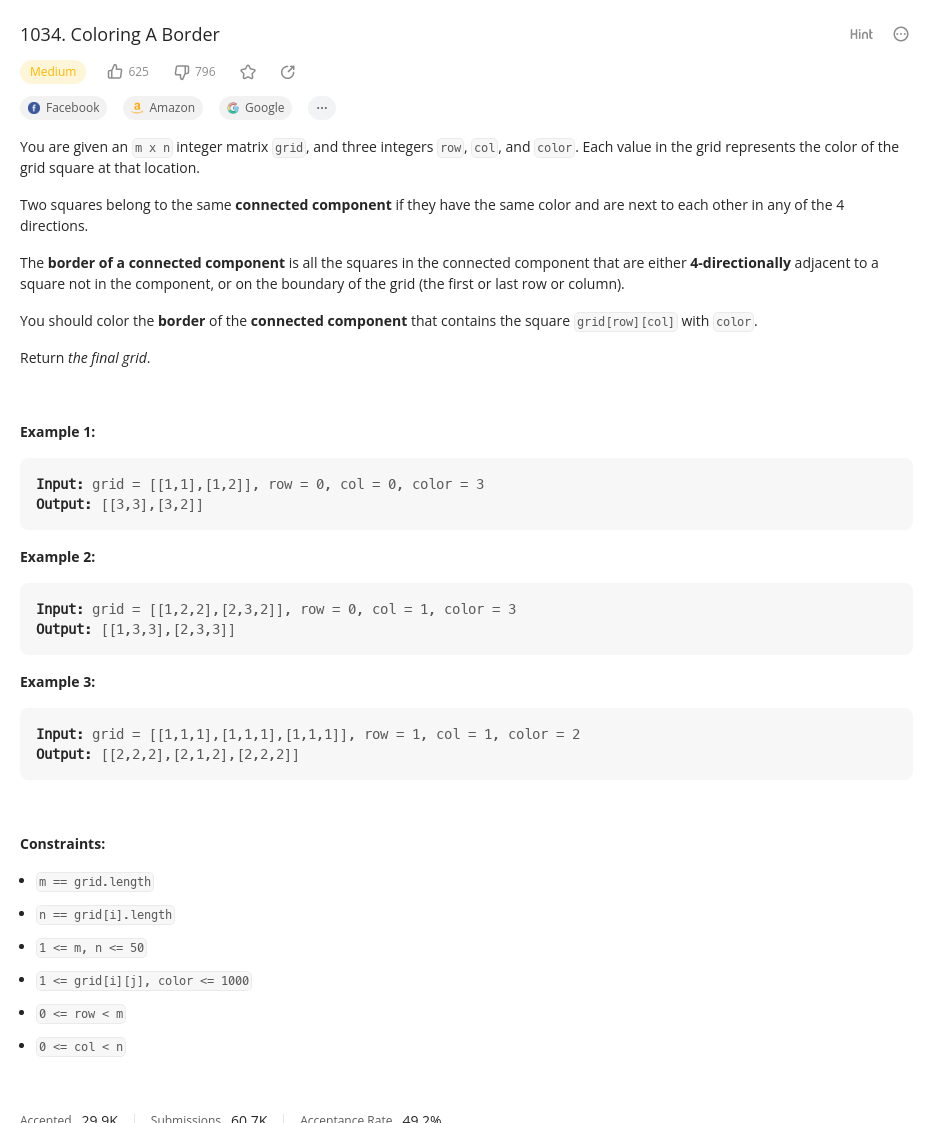 1034. Coloring A Border
Hint
Medium
625
796
Facebook
Amazon
Google
You are given an m x n integer matrix grid, and three integers row, col, and color. Each value in the grid represents the color of the
grid square at that location.
Two squares belong to the same connected component if they have the same color and are next to each other in any of the 4
directions.
The border of a connected component is all the squares in the connected component that are either 4-directionally adjacent to a
square not in the component, or on the boundary of the grid (the first or last row or column).
You should color the border of the connected component that contains the square grid[row][col] with color.
Return the final grid.
Example 1:
Input: grid = [[1,1],[1,2]], row = 0, col = 0, color = 3
Output: [[3,3],[3,2]]
Example 2:
Input: grid = [[1,2,2],[2,3,2]], row = 0, col = 1, color = 3
Output: [[1,3,3],[2,3,3]]
Example 3:
Input: grid = [[1,1,1],[1,1,1],[1,1,1]], row = 1, col = 1, color = 2
Output: [[2,2,2],[2,1,2],[2,2,2]]
Constraints:
m == grid.length
n == grid[i].length
1 <= m, n <= 50
1 <= grid[i][j], color <= 1000
0 <= row < m
0 <= col < n
Accepted 29.9K Submissions 60.7K Acceptance Rate 49.2%